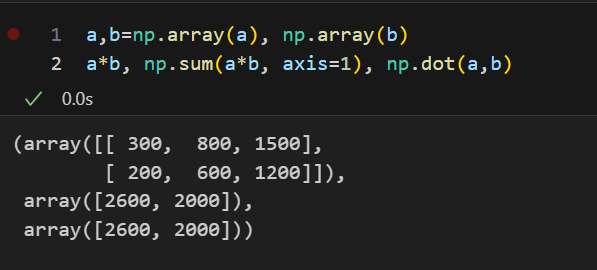 1 a,b=np.array(a), np.array(b)
2 a*b, np.sum(a*b, axis=1), np.dot(a,b)
0.0s
(array([[ 300,  800, 1500],
        [ 200,  600, 1200]]),
 array([2600, 2000]),
 array([2600, 2000]))